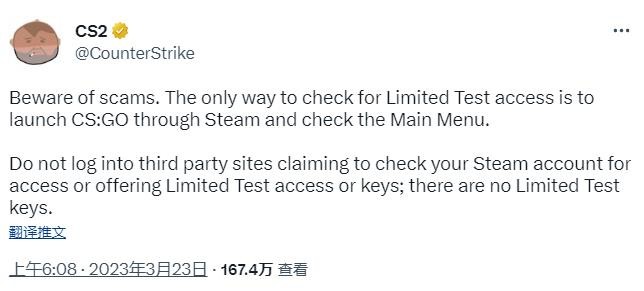 CS2
@CounterStrike
Beware of scams. The only way to check for Limited Test access is to
launch CS:GO through Steam and check the Main Menu.
Do not log into third party sites claiming to check your Steam account for
access or offering Limited Test access or keys; there are no Limited Test
keys.
翻译推文
上午6:08 · 2023年3月23日 · 167.4万 查看